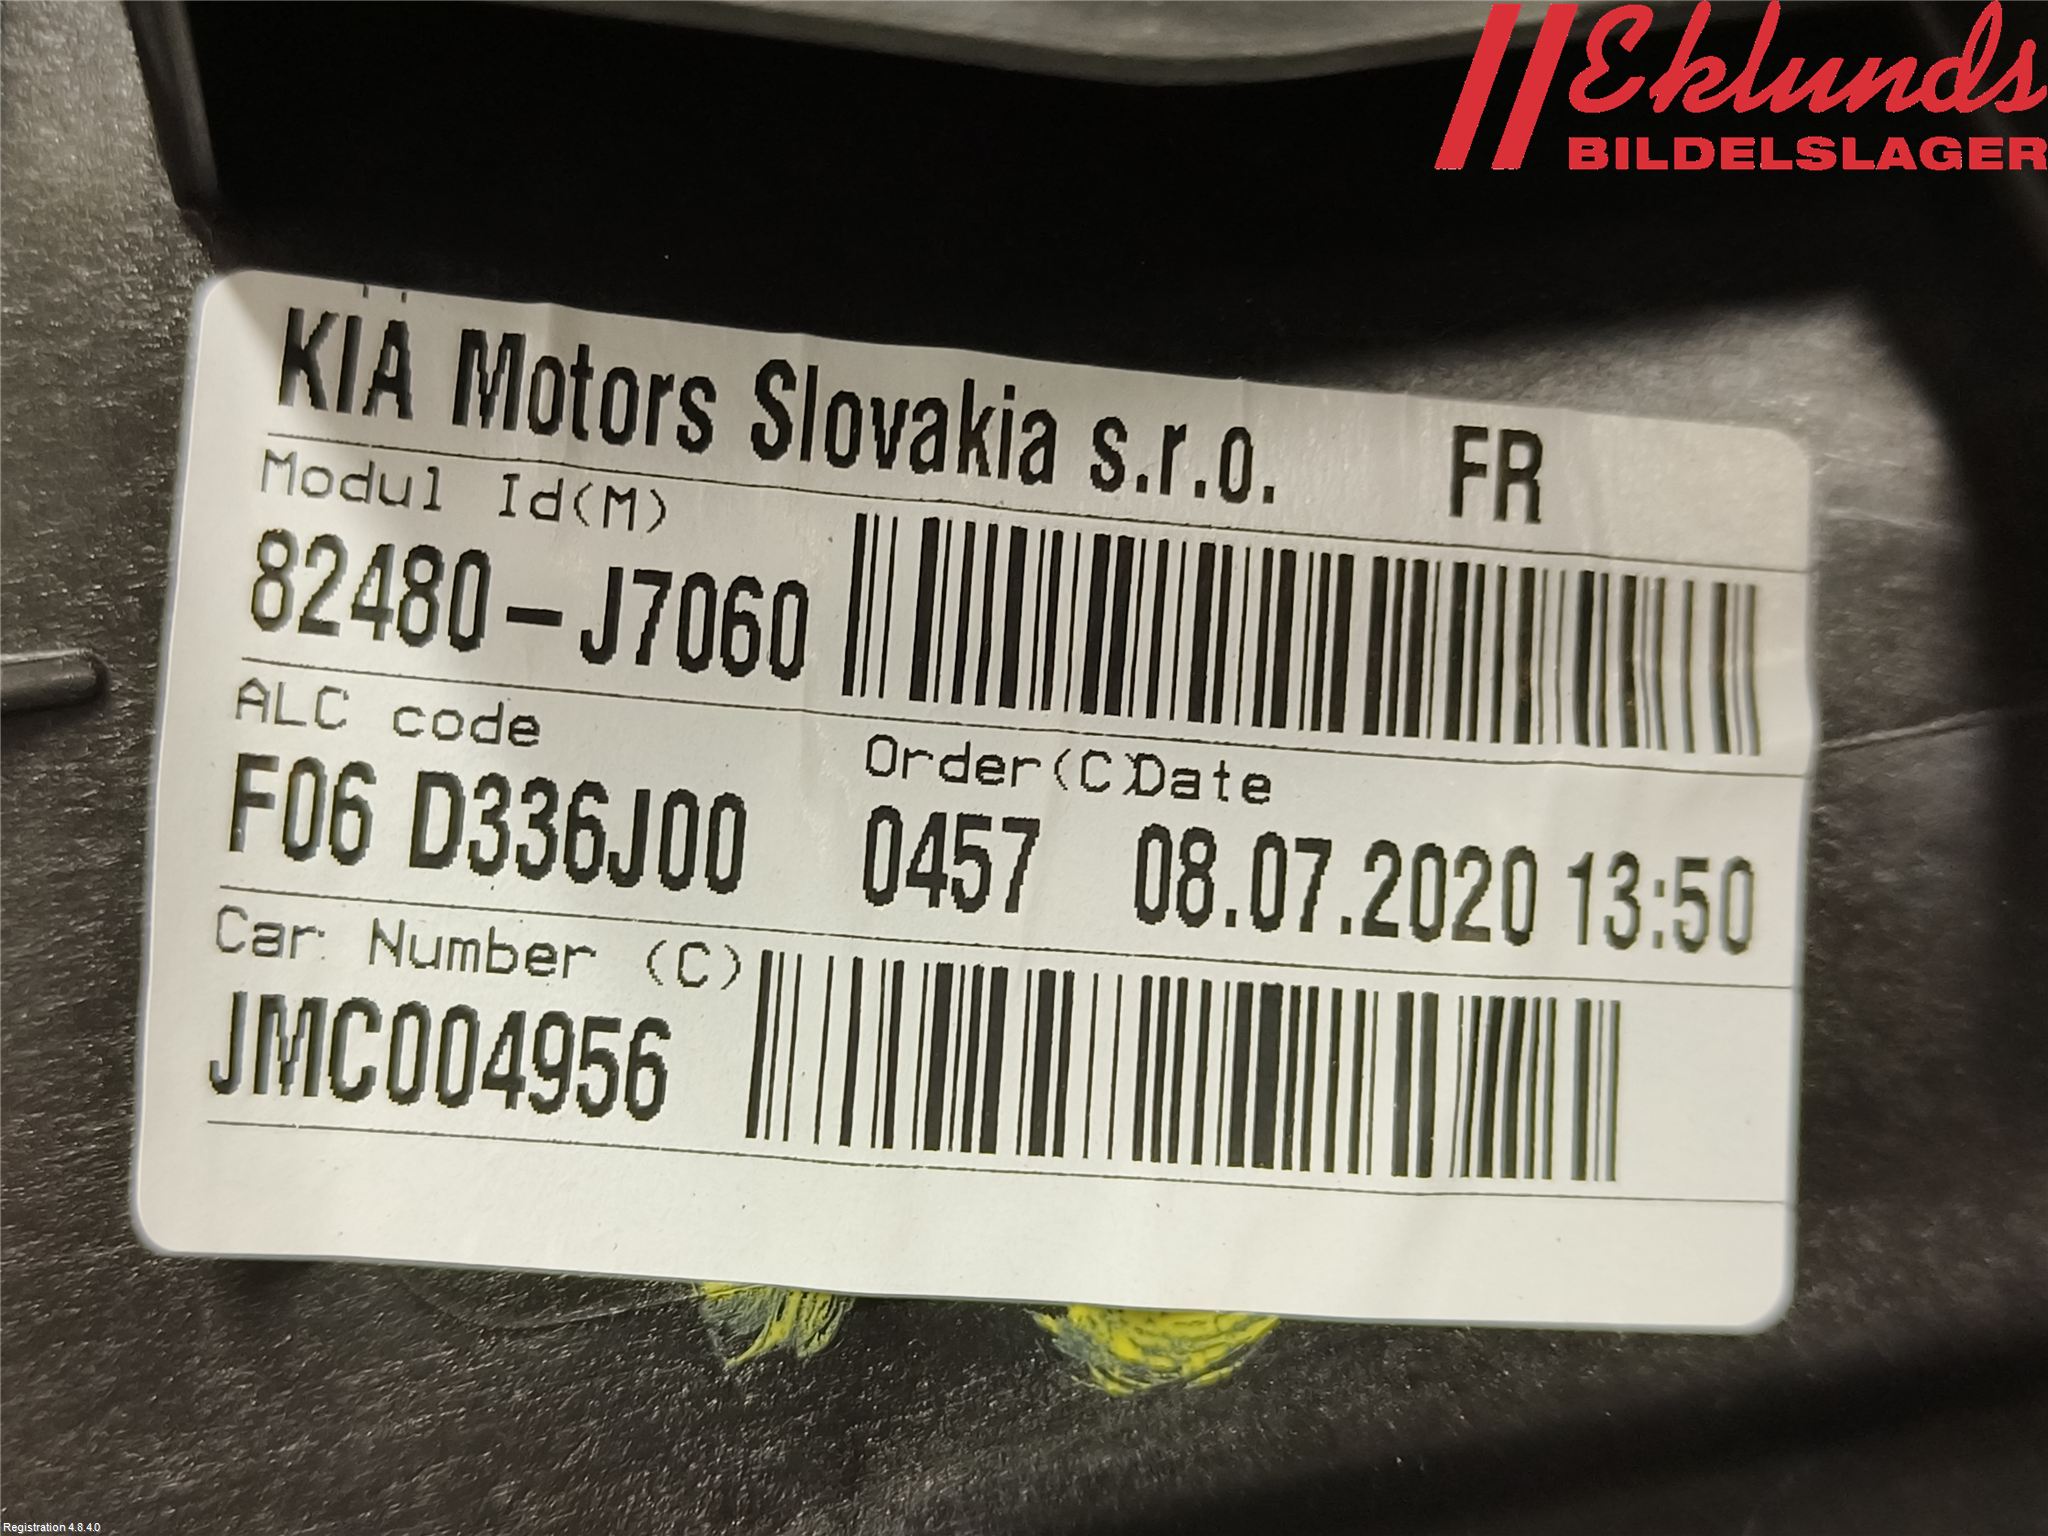 Eklunds
BILDELSLAGER
KIA Motors Slovakia s.r.o. FR
Modul Id(M)
82480-J7060
ALC code Order(C)Date
F06 D336J00 0457 08.07.2020 13:50
Car Number (C)
JMC004956
Registration 4.8.4.0